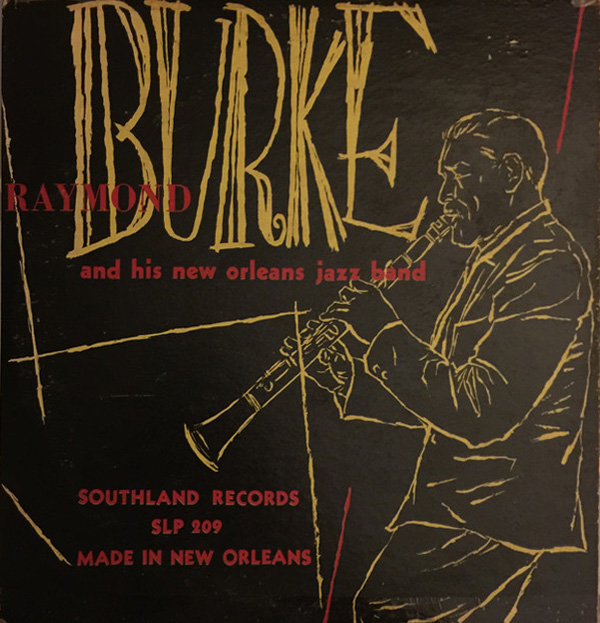 BURKE
RAYMOND
and his new orleans jazz band
SOUTHLAND RECORDS
SLP 209
MADE IN NEW ORLEANS